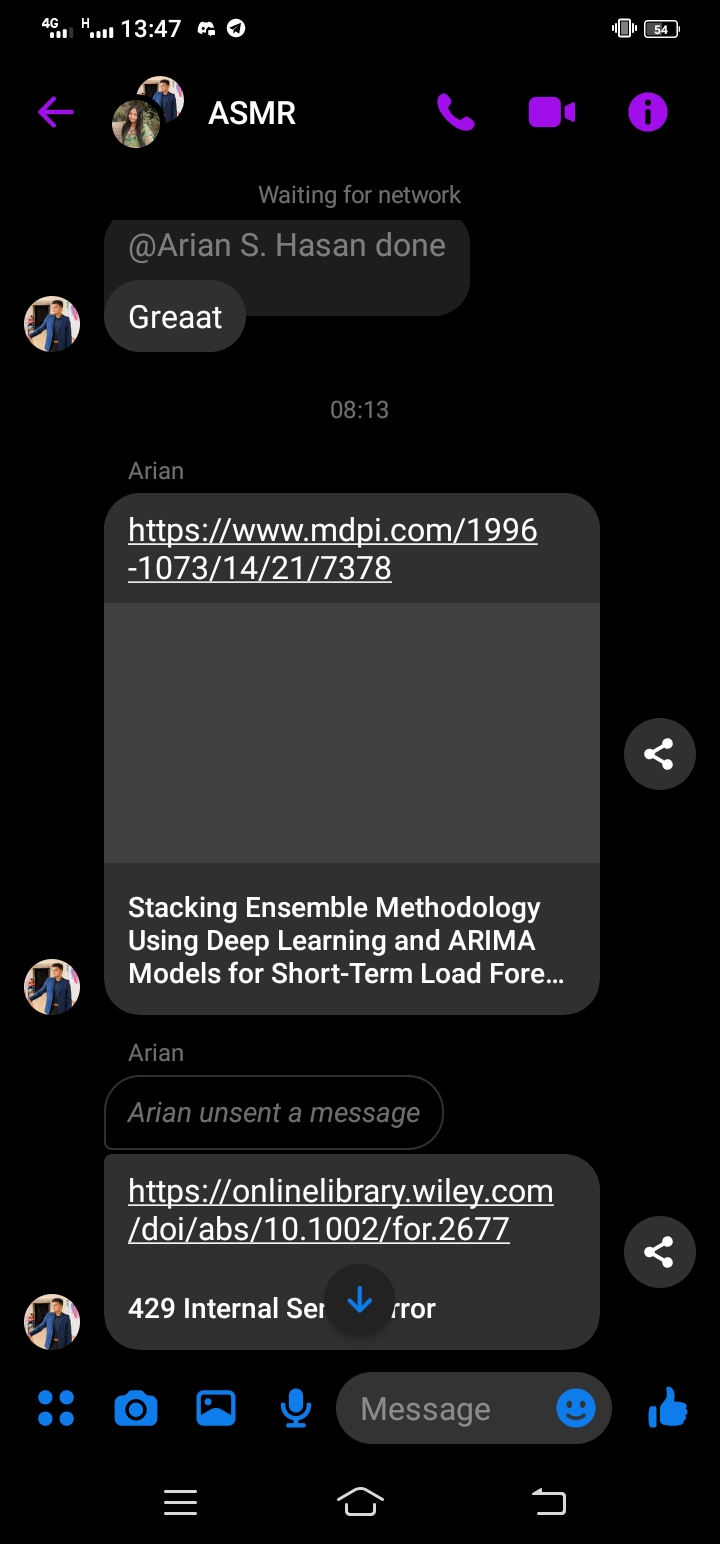 4G H 13:47 54
ASMR
Waiting for network
@Arian S. Hasan done
Greaat
08:13
Arian
https://www.mdpi.com/1996
-1073/14/21/7378
Stacking Ensemble Methodology
Using Deep Learning and ARIMA
Models for Short-Term Load Fore...
Arian
Arian unsent a message
https://onlinelibrary.wiley.com
/doi/abs/10.1002/for.2677
429 Internal Ser rror
Message